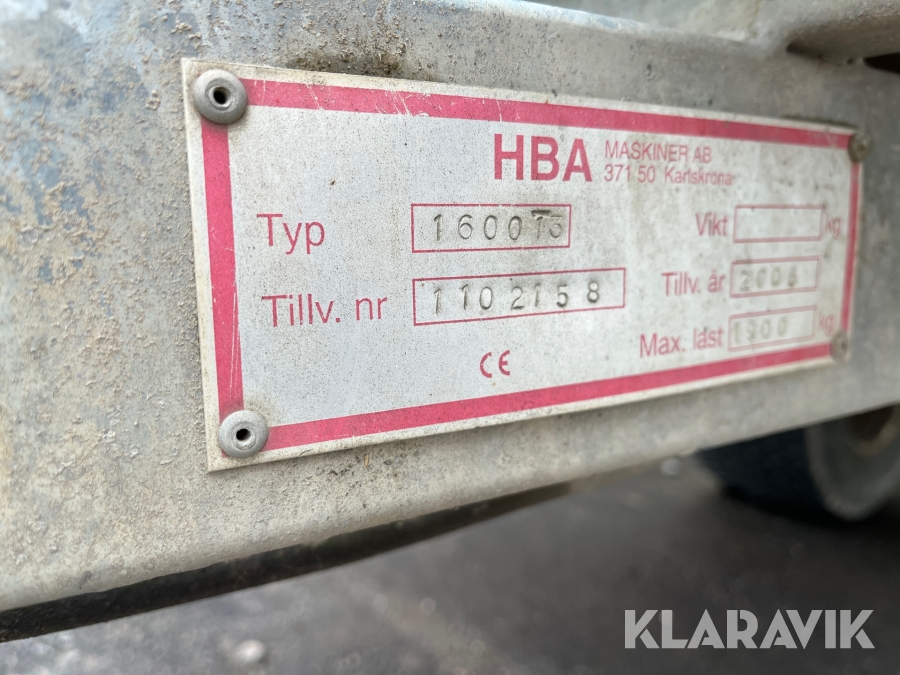 HBA MASKINER AB
371 50 Karlskrona
Typ 1600T3
Vikt kg
Tillv. nr 1102158
Tillv. år 2006
Max. last 1900 kg
CE
KLARAVIK